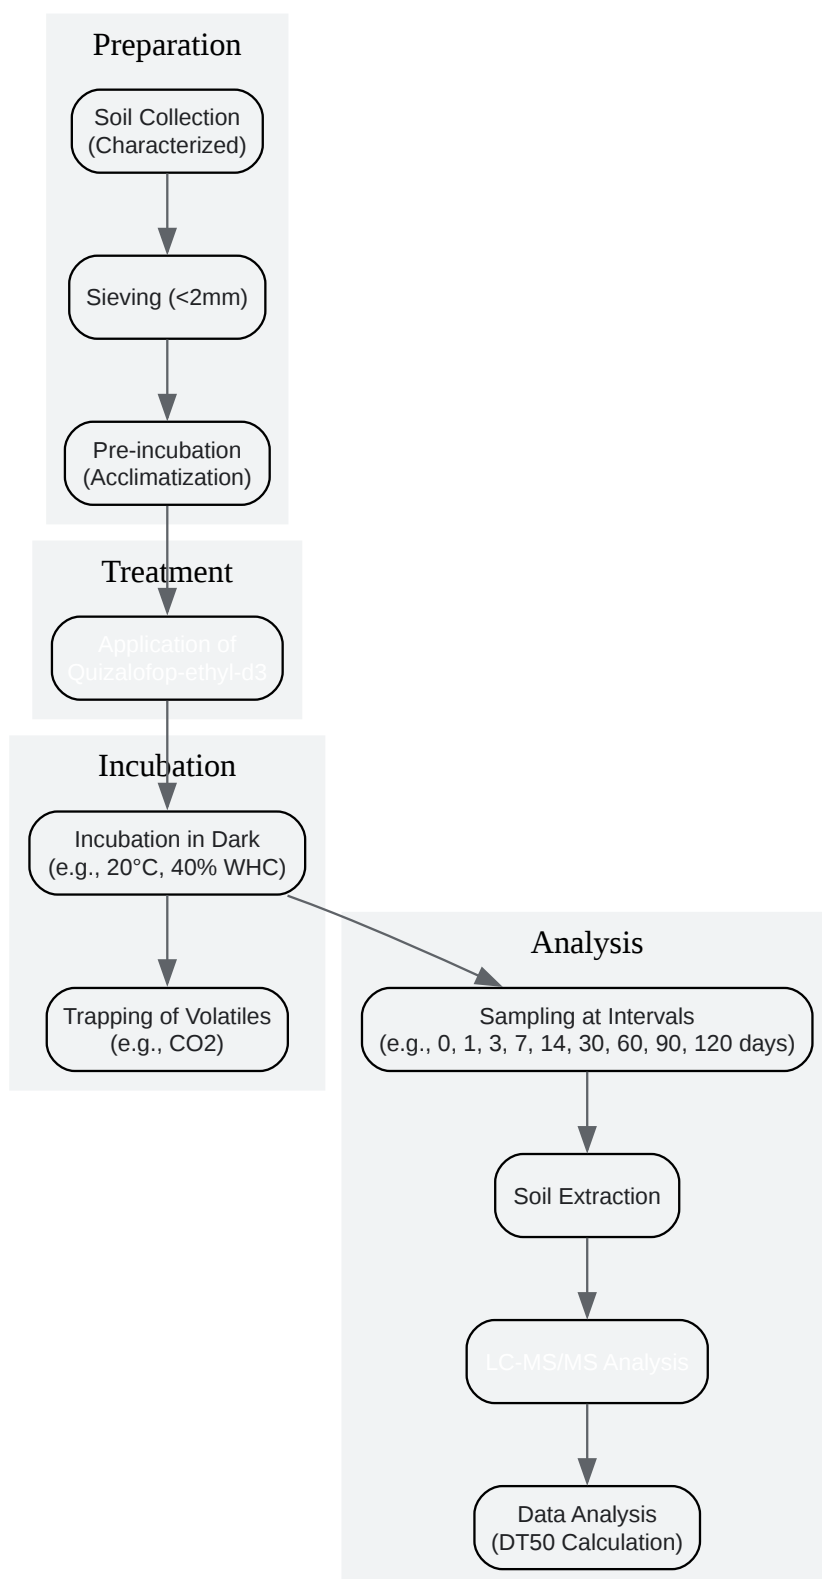 Preparation
Soil Collection
(Characterized)
Sieving (<2mm)
Pre-incubation
(Acclimatization)
Treatment
Application of
Quizalofop-ethyl-d3
Incubation
Incubation in Dark
(e.g., 20°C, 40% WHC)
Trapping of Volatiles
(e.g., CO2)
Analysis
Sampling at Intervals
(e.g., 0, 1, 3, 7, 14, 30, 60, 90, 120 days)
Soil Extraction
LC-MS/MS Analysis
Data Analysis
(DT50 Calculation)